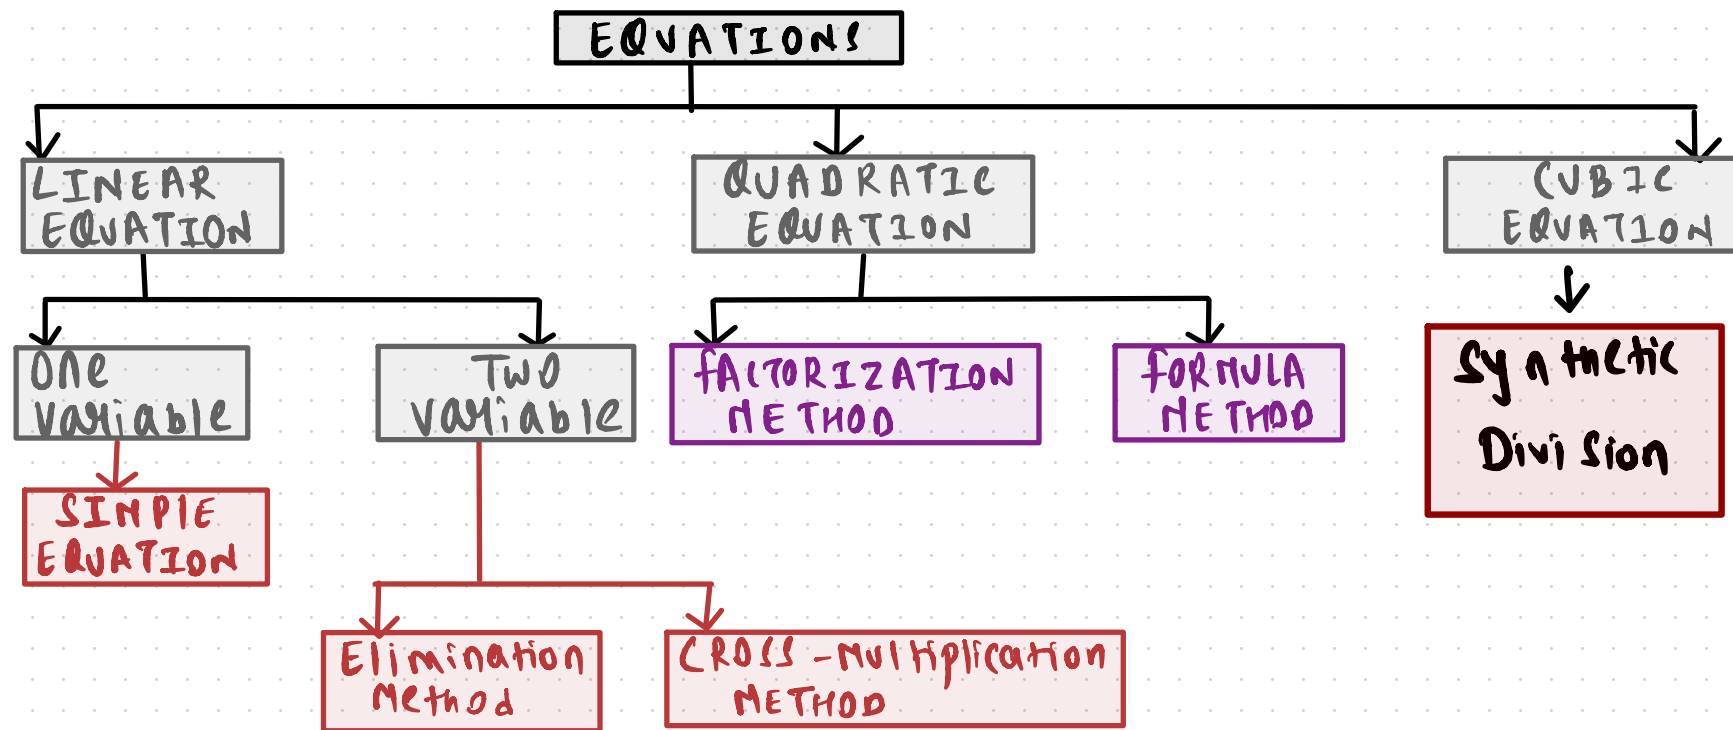 EQUATIONS
LINEAR
EQUATION
QUADRATIC
EQUATION
CUBIC
EQUATION
One
variable
TWO
variable
fACTORIZATION
METHOD
fORMULA
METHOD
Synthetic
Division
SIMPlE
EQUATION
Elimination
Method
CROSS-Multiplication
METHOD